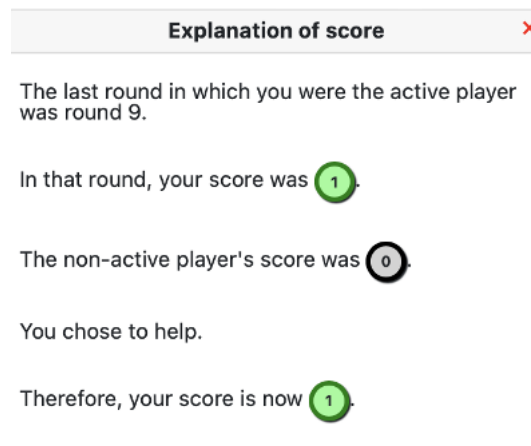 Explanation of score
The last round in which you were the active player
was round 9.
In that round, your score was 1.
The non-active player's score was 0.
You chose to help.
Therefore, your score is now 1.